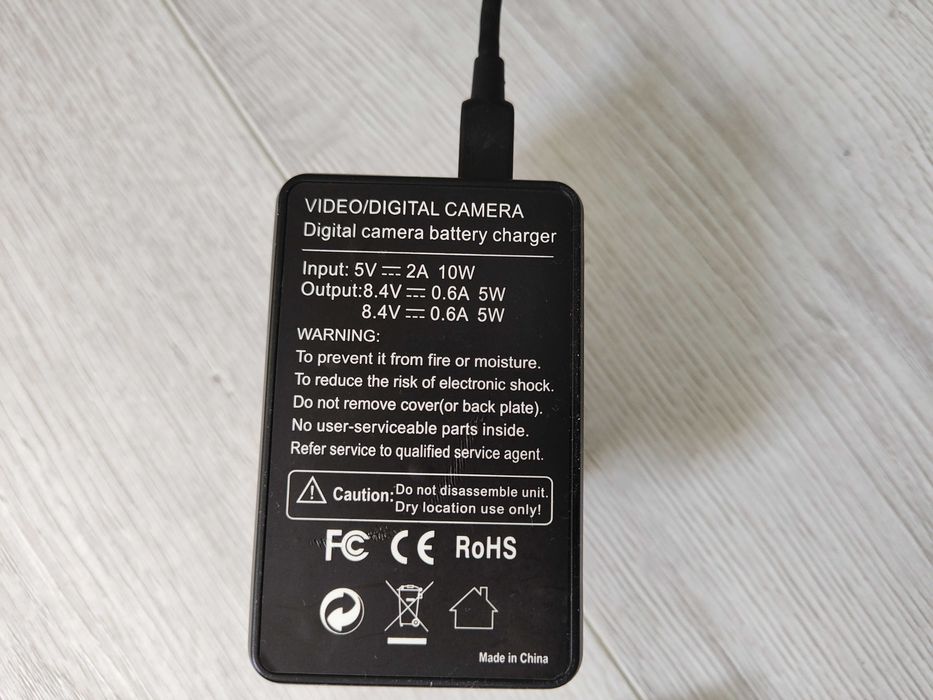 VIDEO/DIGITAL CAMERA
Digital camera battery charger
Input: 5V ⎓ 2A 10W
Output:8.4V ⎓ 0.6A 5W
8.4V ⎓ 0.6A 5W
WARNING:
To prevent it from fire or moisture.
To reduce the risk of electronic shock.
Do not remove cover(or back plate).
No user-serviceable parts inside.
Refer service to qualified service agent.
Caution: Do not disassemble unit.
Dry location use only!
FC CE RoHS
Made in China